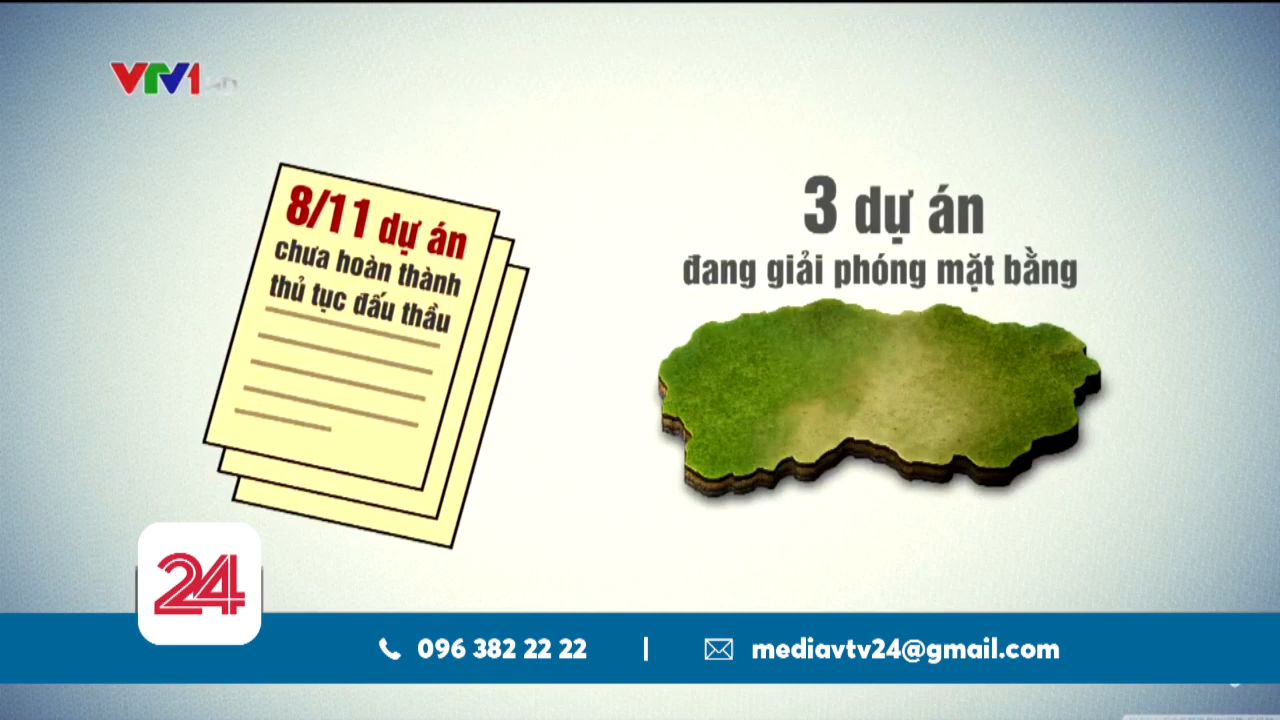 VTV1 HD
8/11 dự án
chưa hoàn thành
thủ tục đấu thầu
3 dự án
đang giải phóng mặt bằng
24
096 382 22 22 | mediavtv24@gmail.com